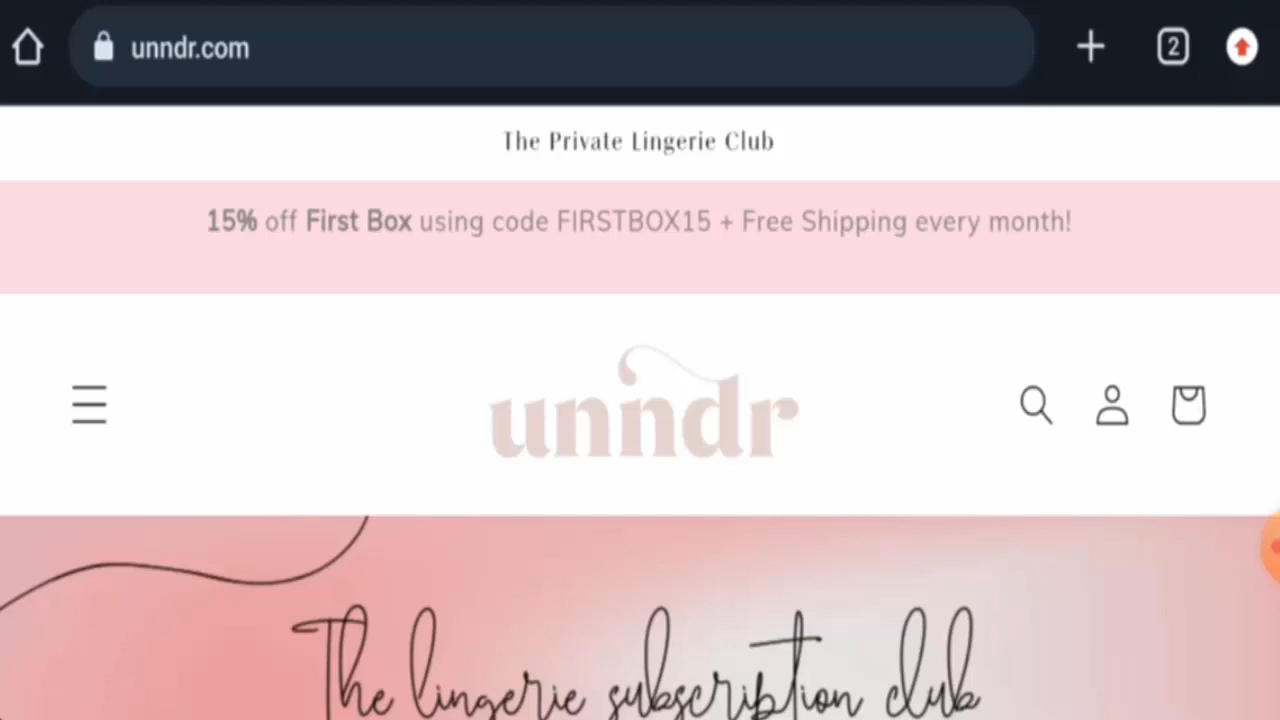 unndr.com
2
The Private Lingerie Club
15% off First Box using code FIRSTBOX15 + Free Shipping every month!
unndr
The lingerie subscription club